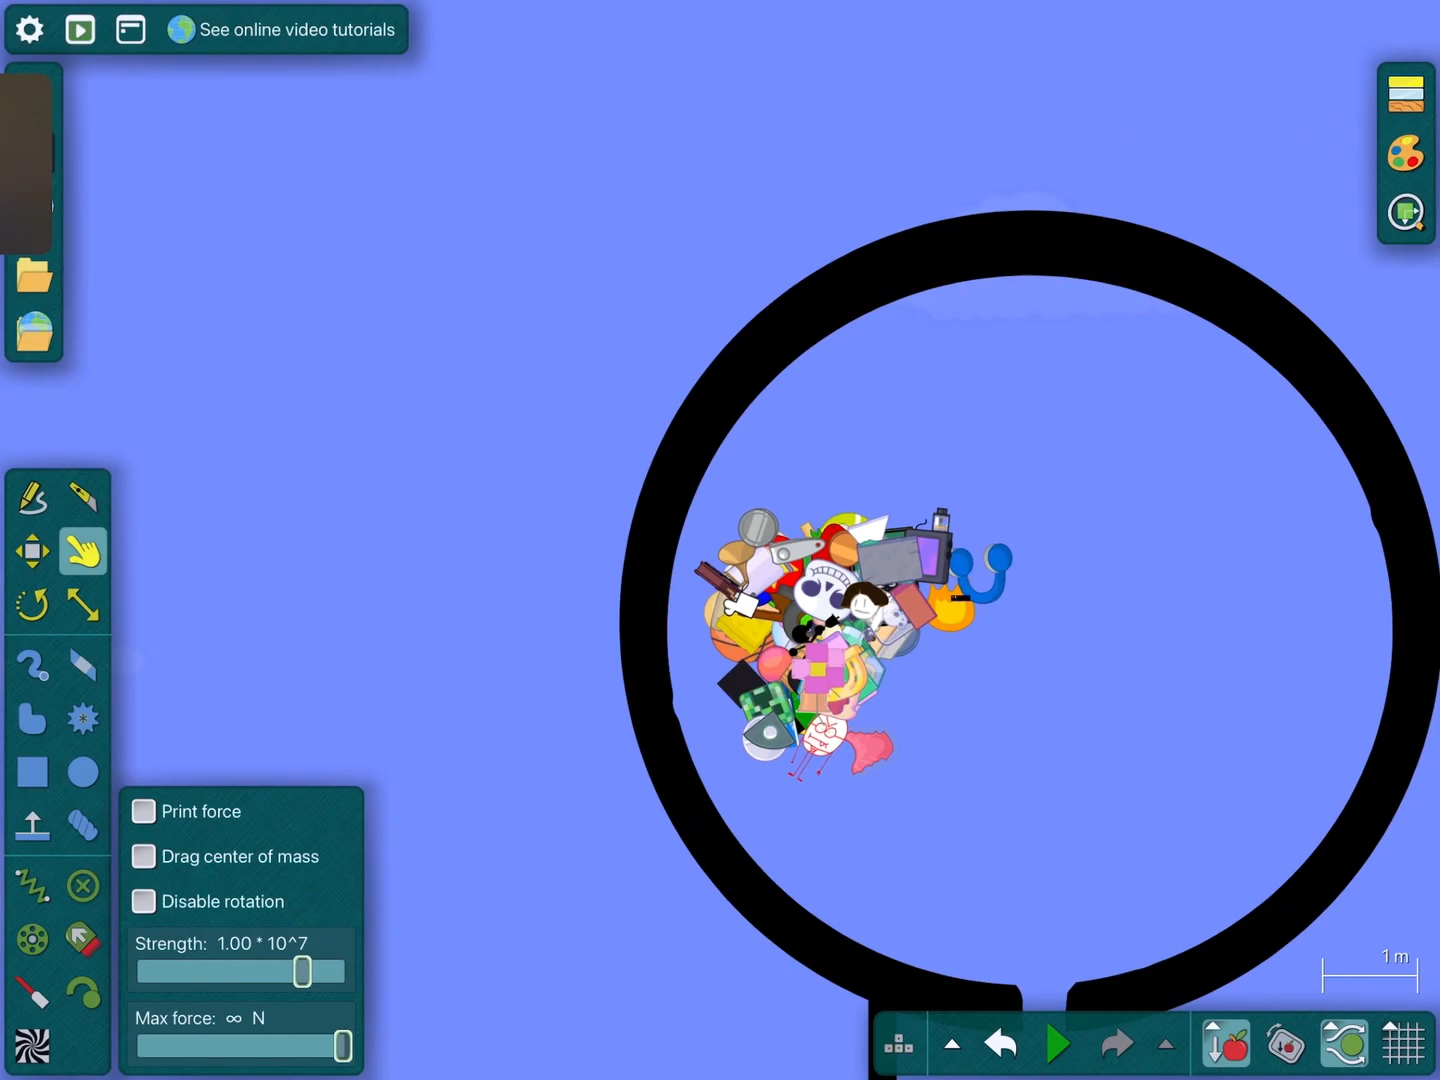 See online video tutorials
Print force
Drag center of mass
Disable rotation
Strength: 1.00 * 10^7
Max force: ∞ N
1 m